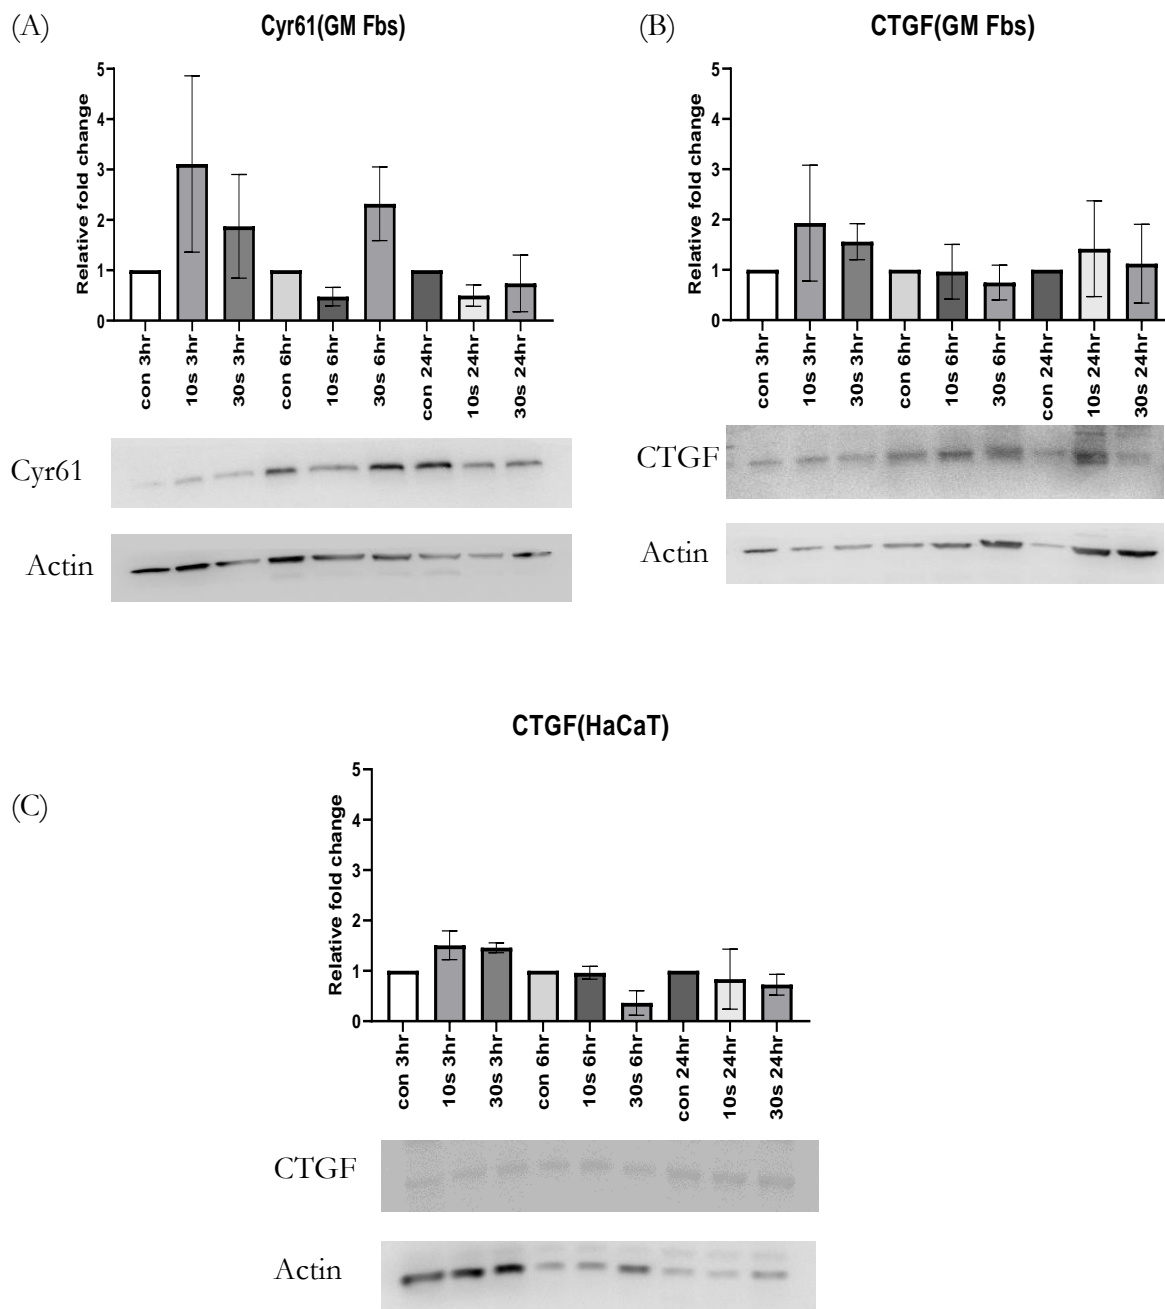 (A)
Cyr61(GM Fbs)
Relative fold change
5
4
3
2
1
0
con 3hr
10s 3hr
30s 3hr
con 6hr
10s 6hr
30s 6hr
con 24hr
10s 24hr
30s 24hr
Cyr61
Actin
(B)
CTGF(GM Fbs)
Relative fold change
5
4
3
2
1
0
con 3hr
10s 3hr
30s 3hr
con 6hr
10s 6hr
30s 6hr
con 24hr
10s 24hr
30s 24hr
CTGF
Actin
(C)
CTGF(HaCaT)
Relative fold change
5
4
3
2
1
0
con 3hr
10s 3hr
30s 3hr
con 6hr
10s 6hr
30s 6hr
con 24hr
10s 24hr
30s 24hr
CTGF
Actin